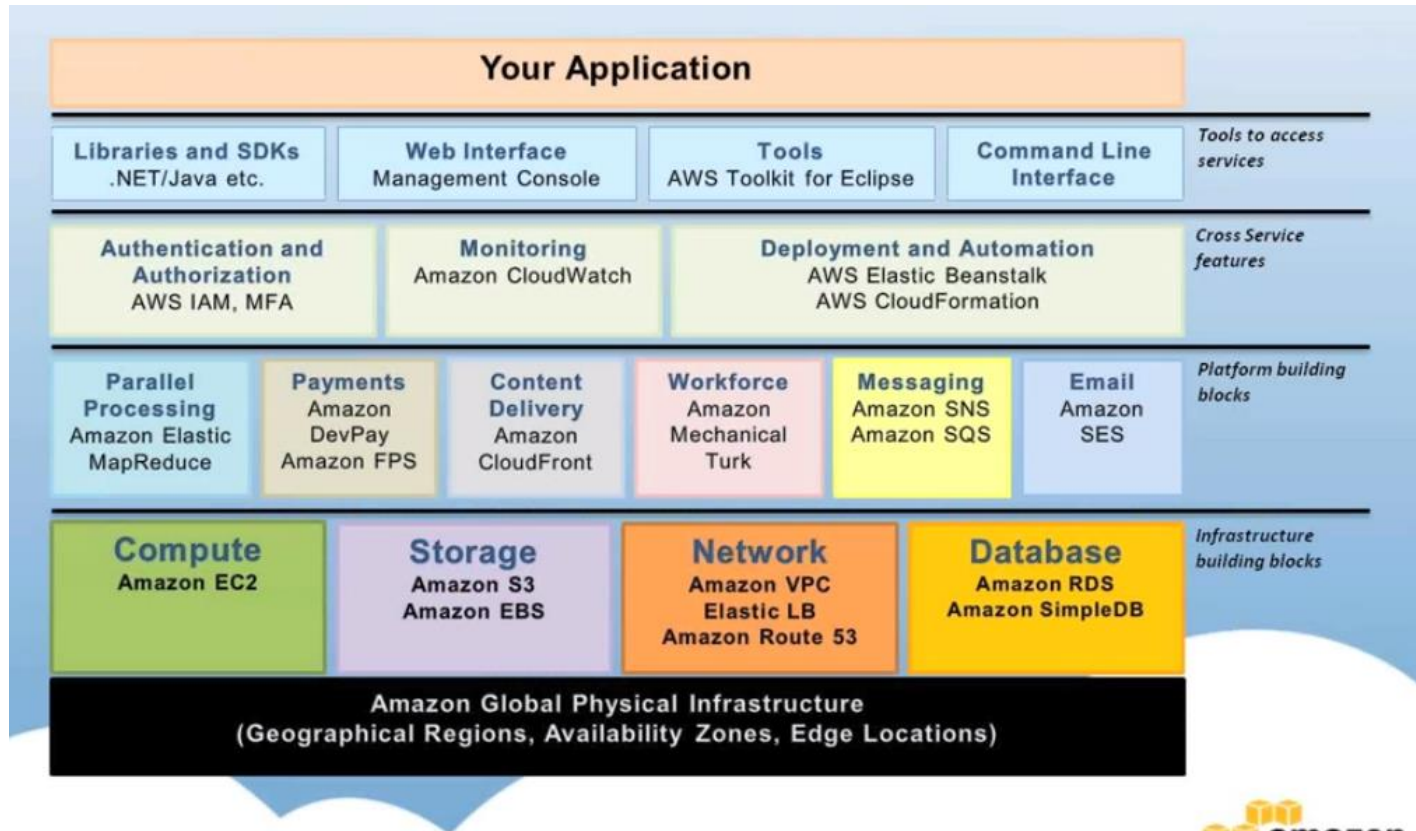 Your Application
Libraries and SDKs
.NET/Java etc.
Web Interface
Management Console
Tools
AWS Toolkit for Eclipse
Command Line
Interface
Tools to access
services
Authentication and
Authorization
AWS IAM, MFA
Monitoring
Amazon CloudWatch
Deployment and Automation
AWS Elastic Beanstalk
AWS CloudFormation
Cross Service
features
Parallel
Processing
Amazon Elastic
MapReduce
Payments
Amazon
DevPay
Amazon FPS
Content
Delivery
Amazon
CloudFront
Workforce
Amazon
Mechanical
Turk
Messaging
Amazon SNS
Amazon SQS
Email
Amazon
SES
Platform building
blocks
Compute
Amazon EC2
Storage
Amazon S3
Amazon EBS
Network
Amazon VPC
Elastic LB
Amazon Route 53
Database
Amazon RDS
Amazon SimpleDB
Infrastructure
building blocks
Amazon Global Physical Infrastructure
(Geographical Regions, Availability Zones, Edge Locations)
amazon